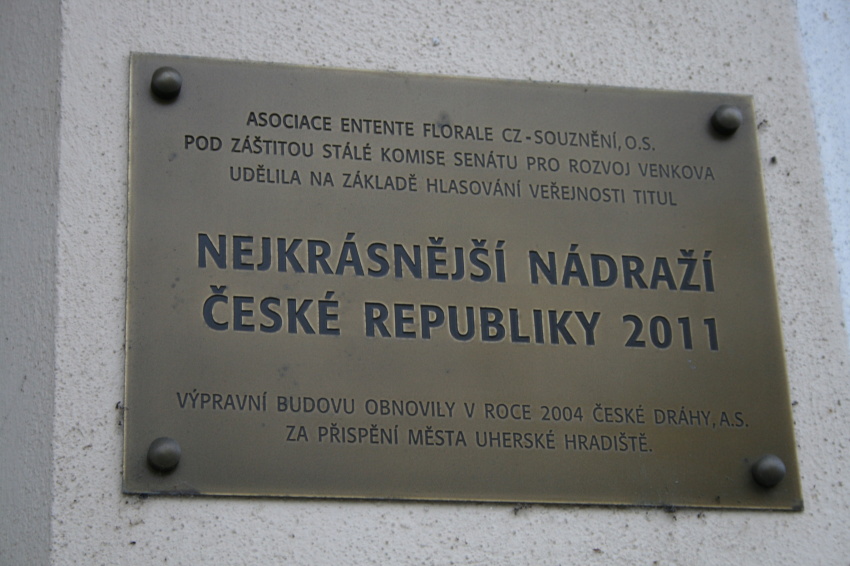 ASOCIACE ENTENTE FLORALE CZ - SOUZNĚNÍ, O.S.
POD ZÁŠTITOU STÁLÉ KOMISE SENÁTU PRO ROZVOJ VENKOVA
UDĚLILA NA ZÁKLADĚ HLASOVÁNÍ VEŘEJNOSTI TITUL
NEJKRÁSNĚJŠÍ NÁDRAŽÍ
ČESKÉ REPUBLIKY 2011
VÝPRAVNÍ BUDOVU OBNOVILY V ROCE 2004 ČESKÉ DRÁHY, A.S.
ZA PŘISPĚNÍ MĚSTA UHERSKÉ HRADIŠTĚ.